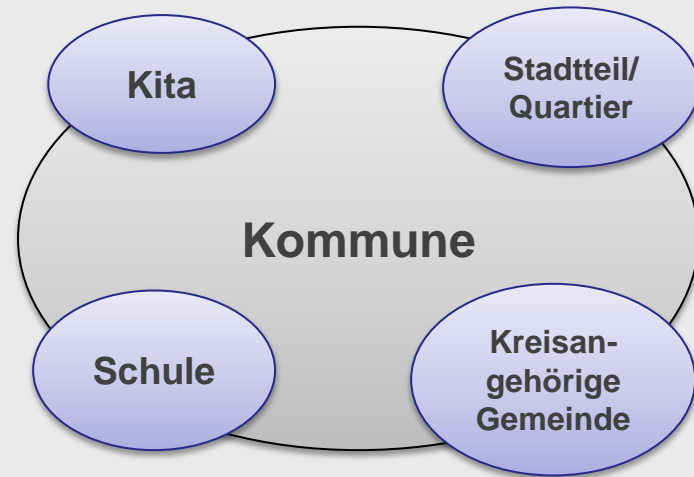 Kita
Stadtteil/
Quartier
Kommune
Schule
Kreisan-
gehörige
Gemeinde